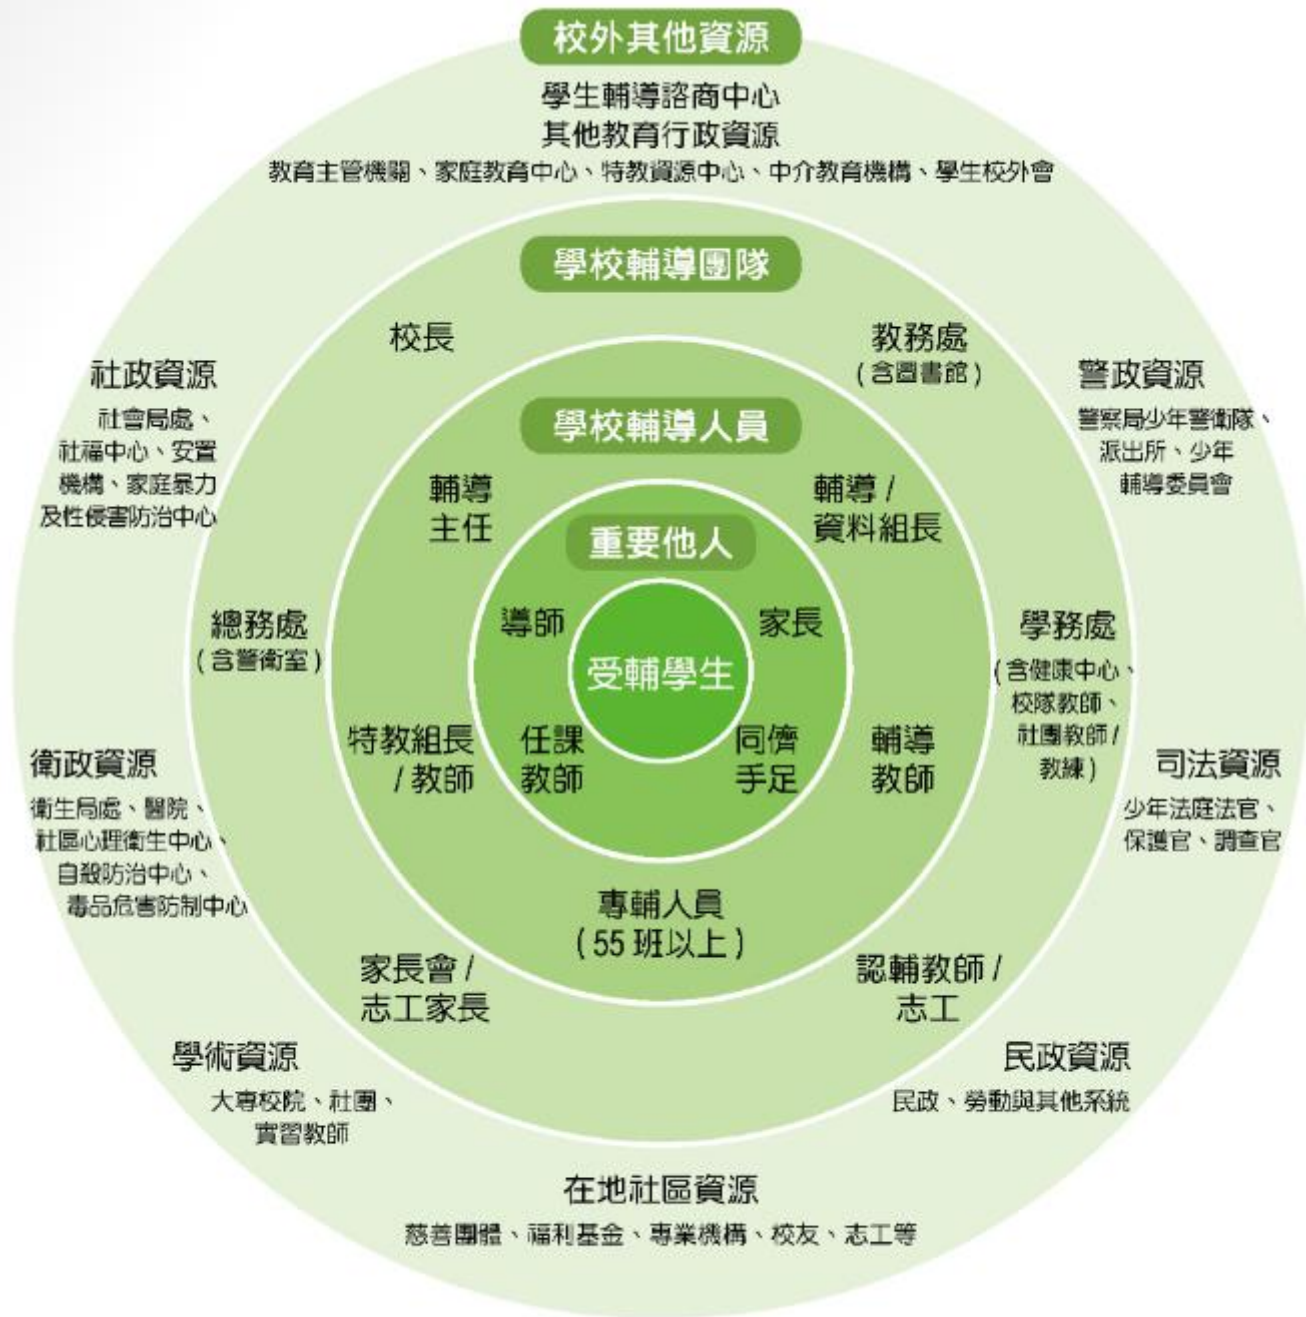 校外其他資源
學生輔導諮商中心
其他教育行政資源
教育主管機關、家庭教育中心、特教資源中心、中介教育機構、學生校外會
學校輔導團隊
校長
教務處
(含圖書館)
社政資源
社會局處、
社福中心、安置
機構、家庭暴力
及性侵害防治中心
警政資源
警察局少年警衛隊、
派出所、少年
輔導委員會
學校輔導人員
輔導
主任
輔導 /
資料組長
重要他人
導師
家長
受輔學生
總務處
(含警衛室)
學務處
(含健康中心、
校隊教師、
社團教師 /
教練)
特教組長
/ 教師
任課
教師
同儕
手足
輔導
教師
衛政資源
衛生局處、醫院、
社區心理衛生中心、
自殺防治中心、
毒品危害防制中心
司法資源
少年法庭法官、
保護官、調查官
專輔人員
(55 班以上)
家長會 /
志工家長
認輔教師 /
志工
學術資源
大專校院、社團、
實習教師
民政資源
民政、勞動與其他系統
在地社區資源
慈善團體、福利基金、專業機構、校友、志工等